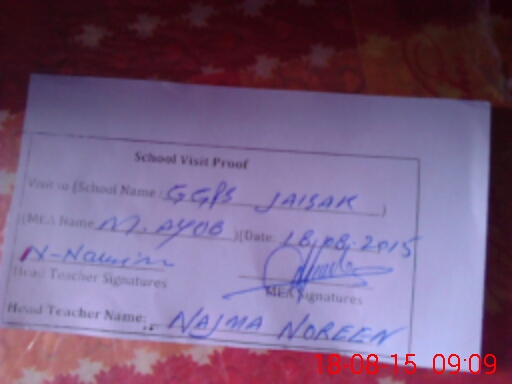 School Visit Proof
Visit to (School Name: GGPS JAISAK )
(MEA Name M. AYOB )(Date: 18.08.2015
Head Teacher Signatures MEA Signatures
Head Teacher Name: NAJMA NOREEN
18-08-15 09:09